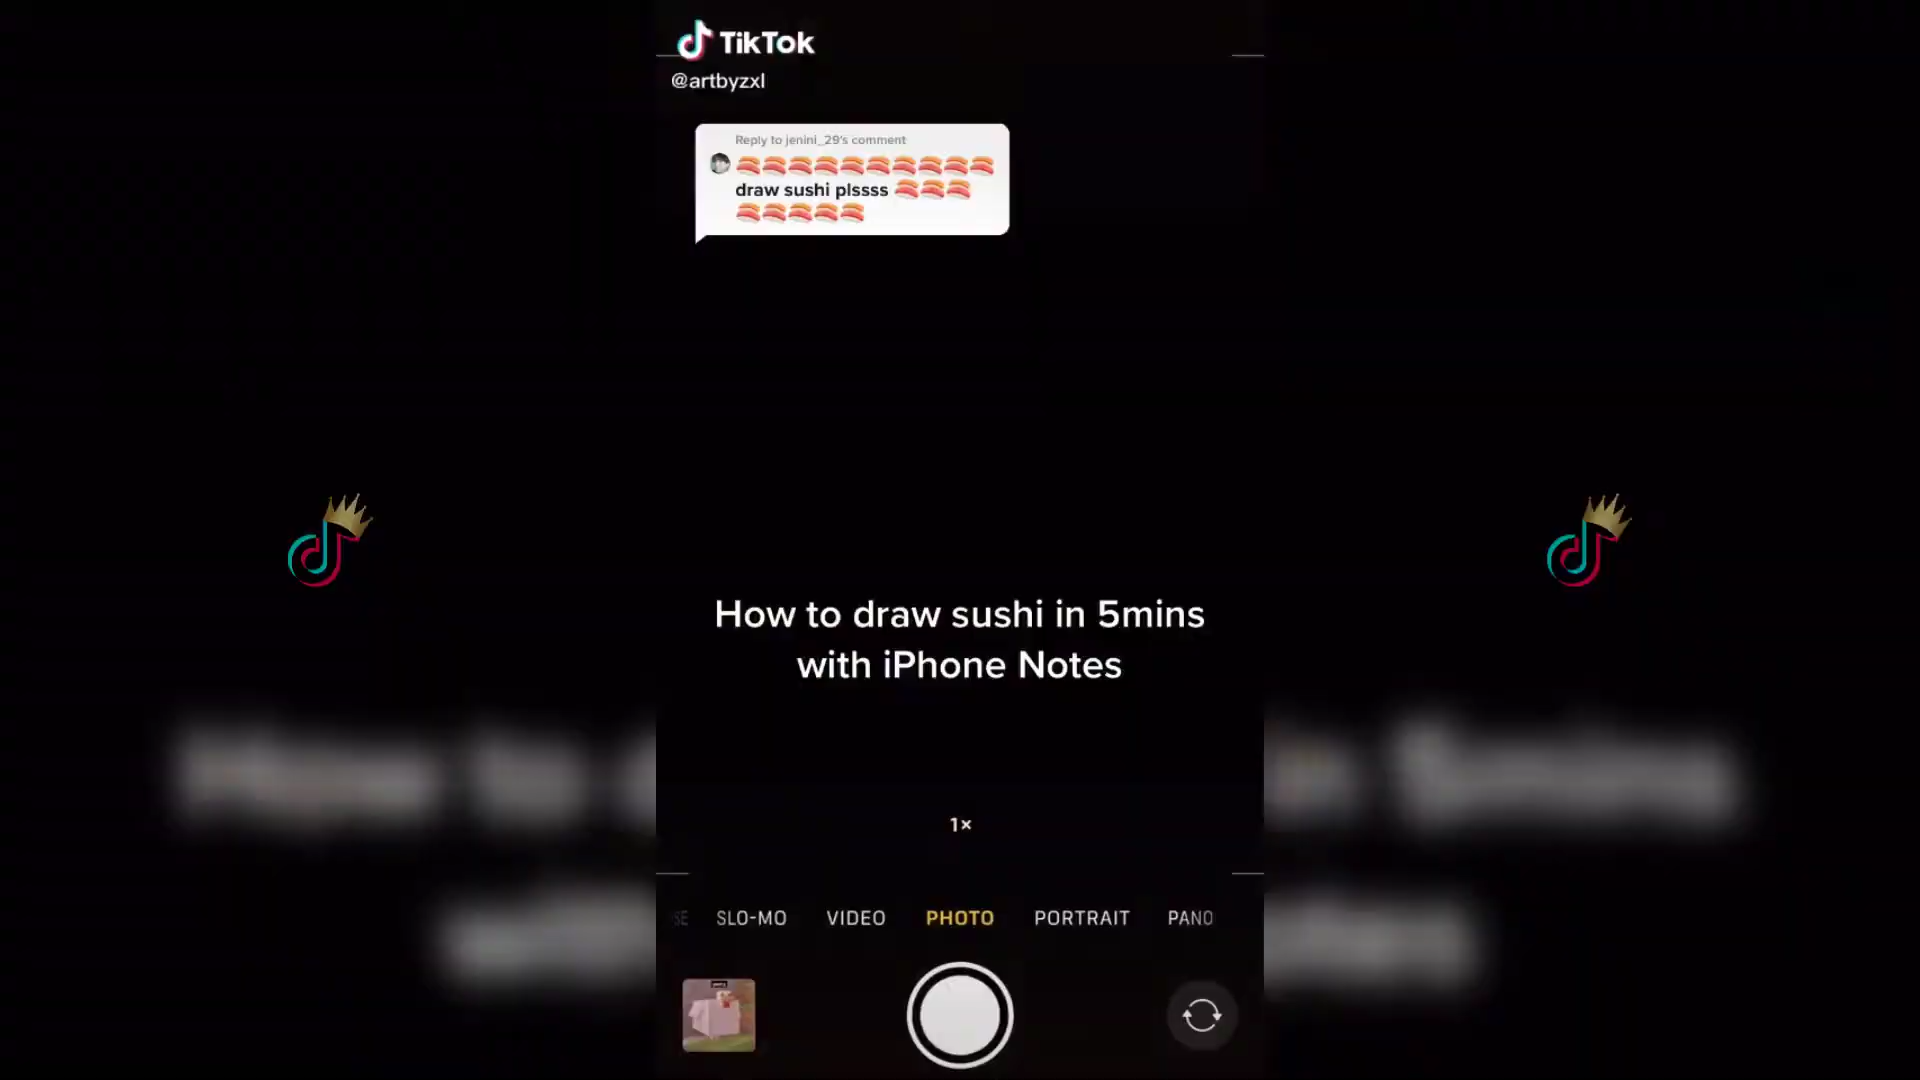 TikTok
@artbyzxl
Reply to jenini_29's comment
🍣🍣🍣🍣🍣🍣🍣🍣🍣🍣
draw sushi plssss 🍣🍣🍣
🍣🍣🍣🍣🍣
How to draw sushi in 5mins
with iPhone Notes
1×
SE SLO-MO VIDEO PHOTO PORTRAIT PANO